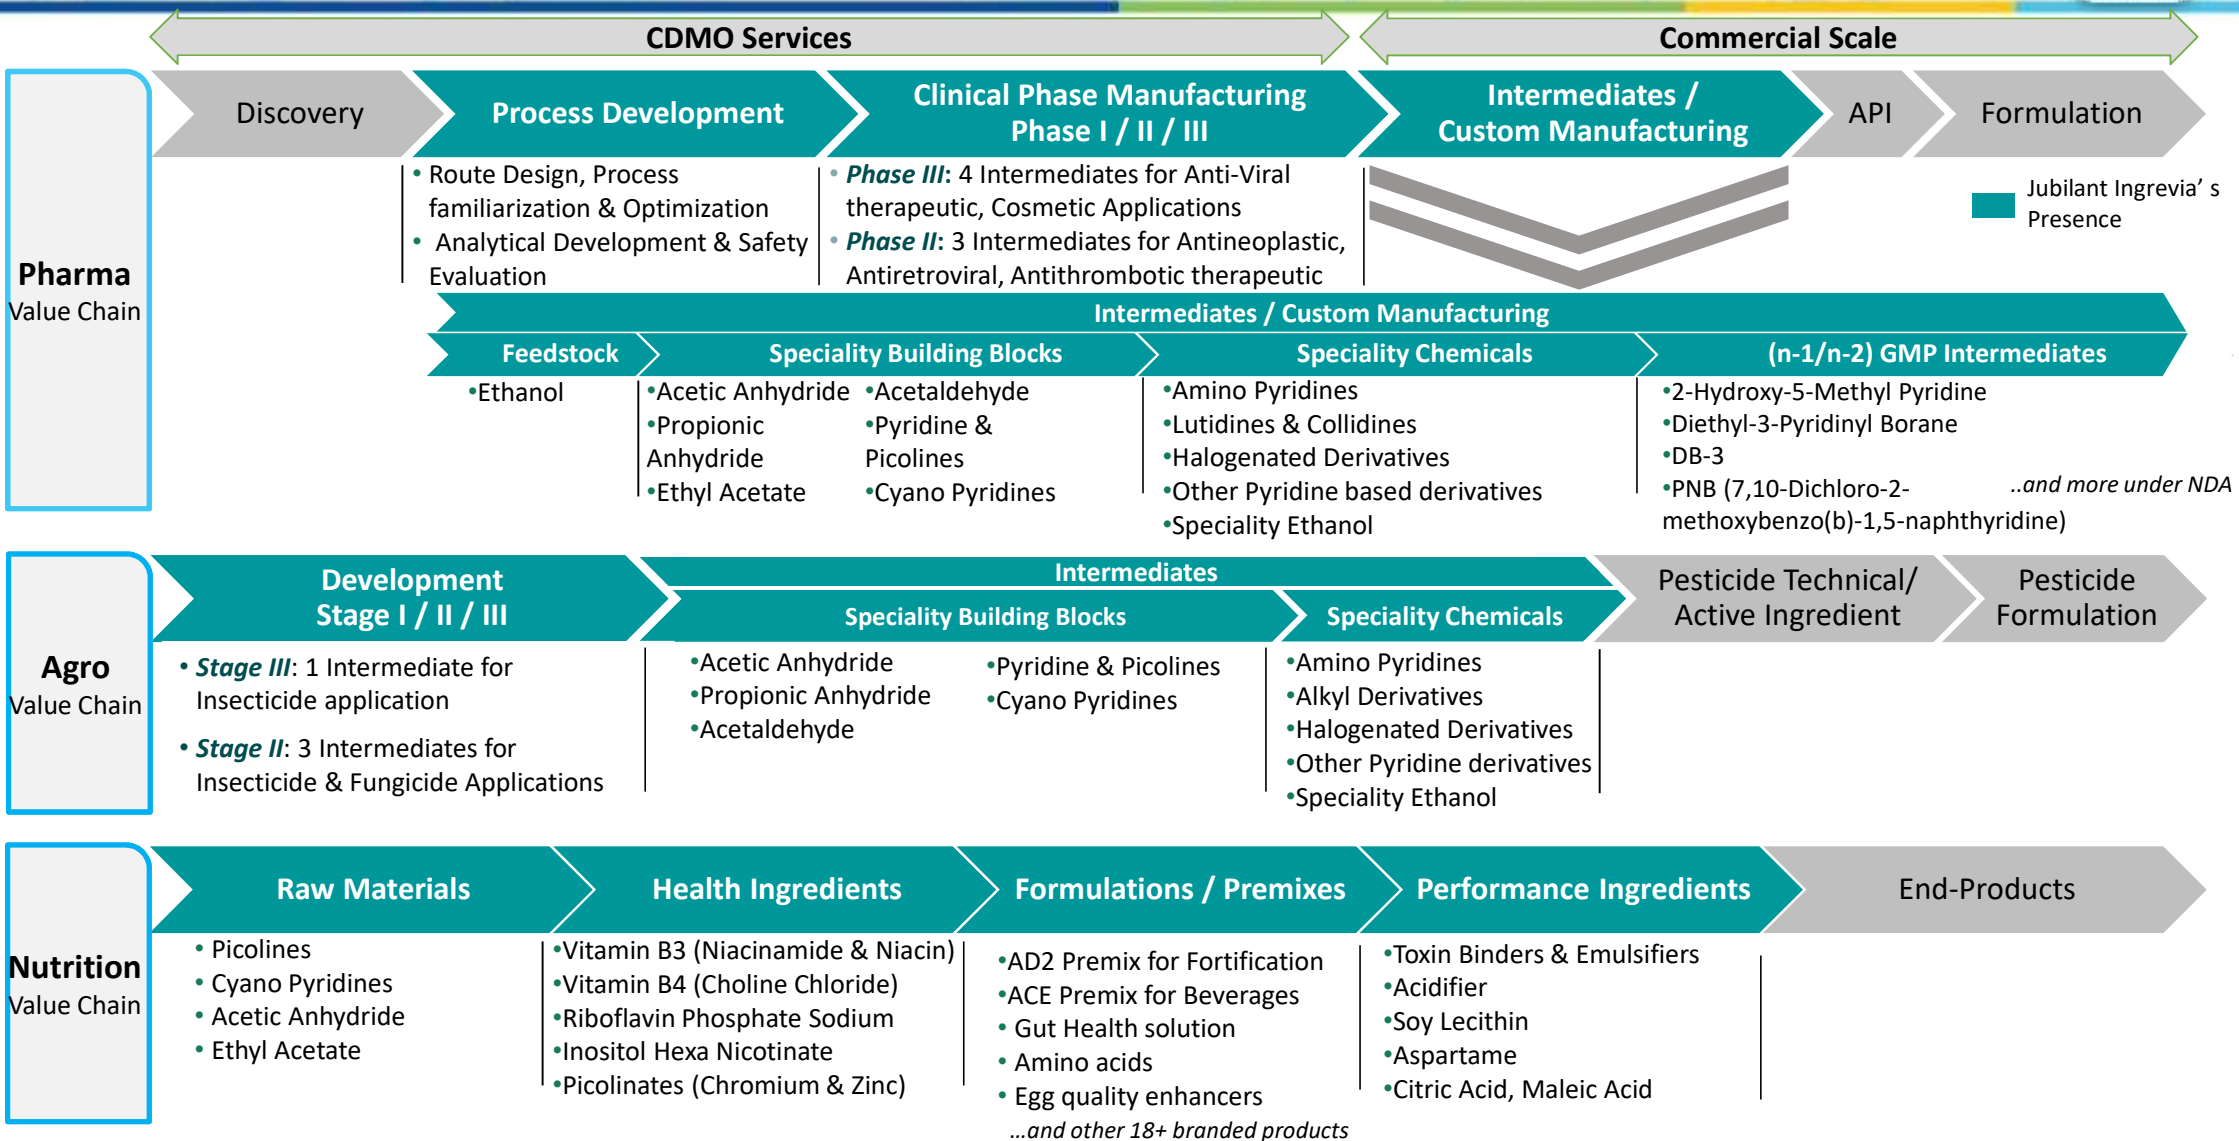 CDMO Services
Commercial Scale
Pharma
Value Chain
Discovery
Process Development
Clinical Phase Manufacturing
Phase I / II / III
Intermediates /
Custom Manufacturing
API
Formulation
• Route Design, Process
familiarization & Optimization
• Analytical Development & Safety
Evaluation
• Phase III: 4 Intermediates for Anti-Viral
therapeutic, Cosmetic Applications
• Phase II: 3 Intermediates for Antineoplastic,
Antiretroviral, Antithrombotic therapeutic
Jubilant Ingrevia' s
Presence
Intermediates / Custom Manufacturing
Feedstock
Speciality Building Blocks
Speciality Chemicals
(n-1/n-2) GMP Intermediates
•Ethanol
•Acetic Anhydride
•Propionic
Anhydride
•Ethyl Acetate
•Acetaldehyde
•Pyridine &
Picolines
•Cyano Pyridines
•Amino Pyridines
•Lutidines & Collidines
•Halogenated Derivatives
•Other Pyridine based derivatives
•Speciality Ethanol
•2-Hydroxy-5-Methyl Pyridine
•Diethyl-3-Pyridinyl Borane
•DB-3
•PNB (7,10-Dichloro-2-
methoxybenzo(b)-1,5-naphthyridine)
..and more under NDA
Agro
Value Chain
Development
Stage I / II / III
Intermediates
Speciality Building Blocks
Speciality Chemicals
Pesticide Technical/
Active Ingredient
Pesticide
Formulation
• Stage III: 1 Intermediate for
Insecticide application
• Stage II: 3 Intermediates for
Insecticide & Fungicide Applications
•Acetic Anhydride
•Propionic Anhydride
•Acetaldehyde
•Pyridine & Picolines
•Cyano Pyridines
•Amino Pyridines
•Alkyl Derivatives
•Halogenated Derivatives
•Other Pyridine derivatives
•Speciality Ethanol
Nutrition
Value Chain
Raw Materials
Health Ingredients
Formulations / Premixes
Performance Ingredients
End-Products
• Picolines
• Cyano Pyridines
• Acetic Anhydride
• Ethyl Acetate
•Vitamin B3 (Niacinamide & Niacin)
•Vitamin B4 (Choline Chloride)
•Riboflavin Phosphate Sodium
•Inositol Hexa Nicotinate
•Picolinates (Chromium & Zinc)
•AD2 Premix for Fortification
•ACE Premix for Beverages
• Gut Health solution
• Amino acids
• Egg quality enhancers
...and other 18+ branded products
•Toxin Binders & Emulsifiers
•Acidifier
•Soy Lecithin
•Aspartame
•Citric Acid, Maleic Acid